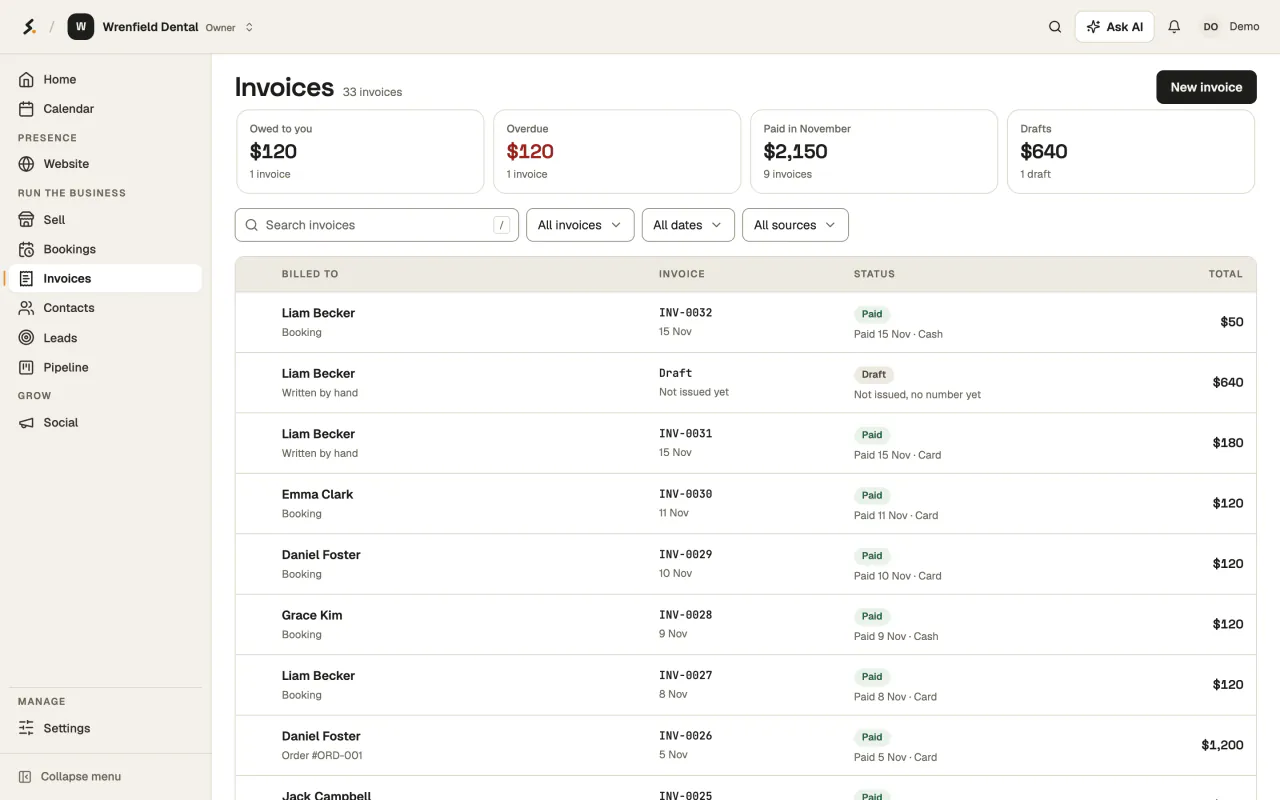 / W Wrenfield Dental Owner
Ask AI DO Demo
Home
Calendar
PRESENCE
Website
RUN THE BUSINESS
Sell
Bookings
Invoices
Contacts
Leads
Pipeline
GROW
Social
MANAGE
Settings
Collapse menu
Invoices 33 invoices
New invoice
Owed to you
$120
1 invoice
Overdue
$120
1 invoice
Paid in November
$2,150
9 invoices
Drafts
$640
1 draft
Search invoices /
All invoices
All dates
All sources
BILLED TO INVOICE STATUS TOTAL
Liam Becker INV-0032 Paid $50
Booking 15 Nov Paid 15 Nov · Cash
Liam Becker Draft Draft $640
Written by hand Not issued yet Not issued, no number yet
Liam Becker INV-0031 Paid $180
Written by hand 15 Nov Paid 15 Nov · Card
Emma Clark INV-0030 Paid $120
Booking 11 Nov Paid 11 Nov · Card
Daniel Foster INV-0029 Paid $120
Booking 10 Nov Paid 10 Nov · Card
Grace Kim INV-0028 Paid $120
Booking 9 Nov Paid 9 Nov · Cash
Liam Becker INV-0027 Paid $120
Booking 8 Nov Paid 8 Nov · Card
Daniel Foster INV-0026 Paid $1,200
Order #ORD-001 5 Nov Paid 5 Nov · Card
Jack Campbell INV-0025 Paid